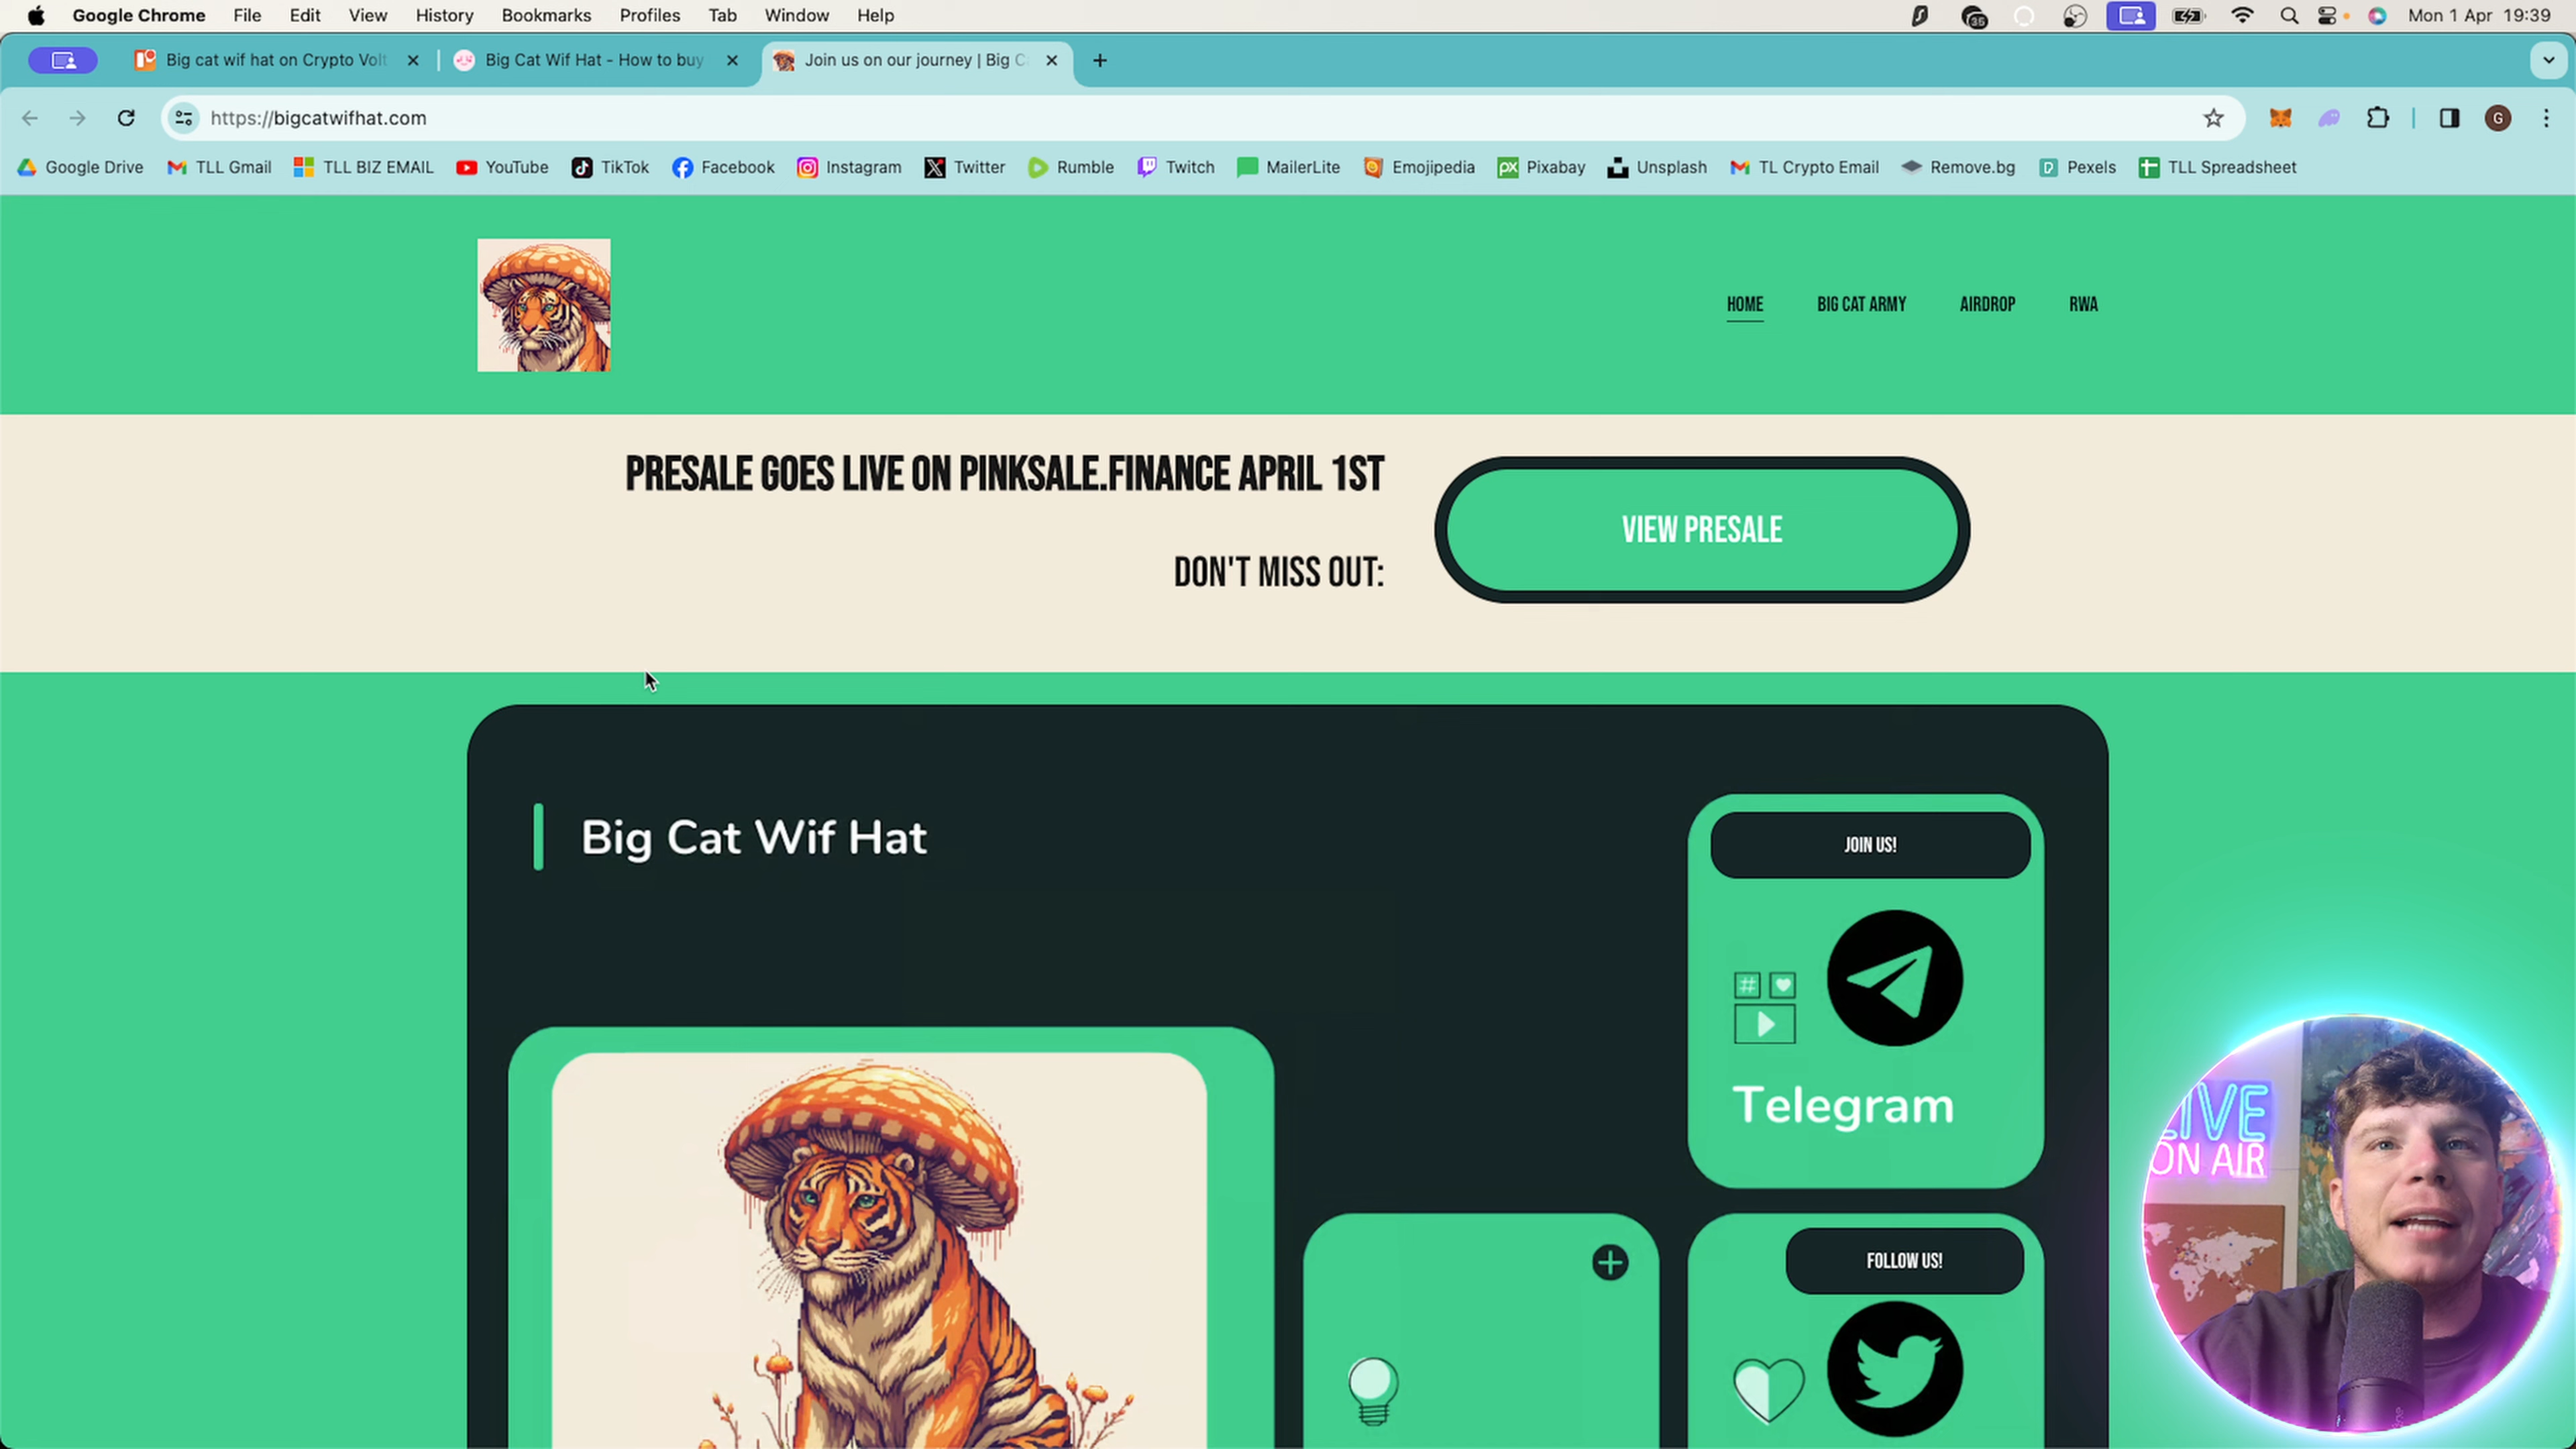 Google Chrome File Edit View History Bookmarks Profiles Tab Window Help 35 Mon 1 Apr 19:39
Big cat wif hat on Crypto Volt Big Cat Wif Hat - How to buy Join us on our journey | Big C
https://bigcatwifhat.com G
Google Drive TLL Gmail TLL BIZ EMAIL YouTube TikTok Facebook Instagram Twitter Rumble Twitch MailerLite Emojipedia Pixabay Unsplash TL Crypto Email Remove.bg Pexels TLL Spreadsheet
HOME BIG CAT ARMY AIRDROP RWA
PRESALE GOES LIVE ON PINKSALE.FINANCE APRIL 1ST
VIEW PRESALE
DON'T MISS OUT:
Big Cat Wif Hat
JOIN US!
Telegram
FOLLOW US!
LIVE
ON AIR